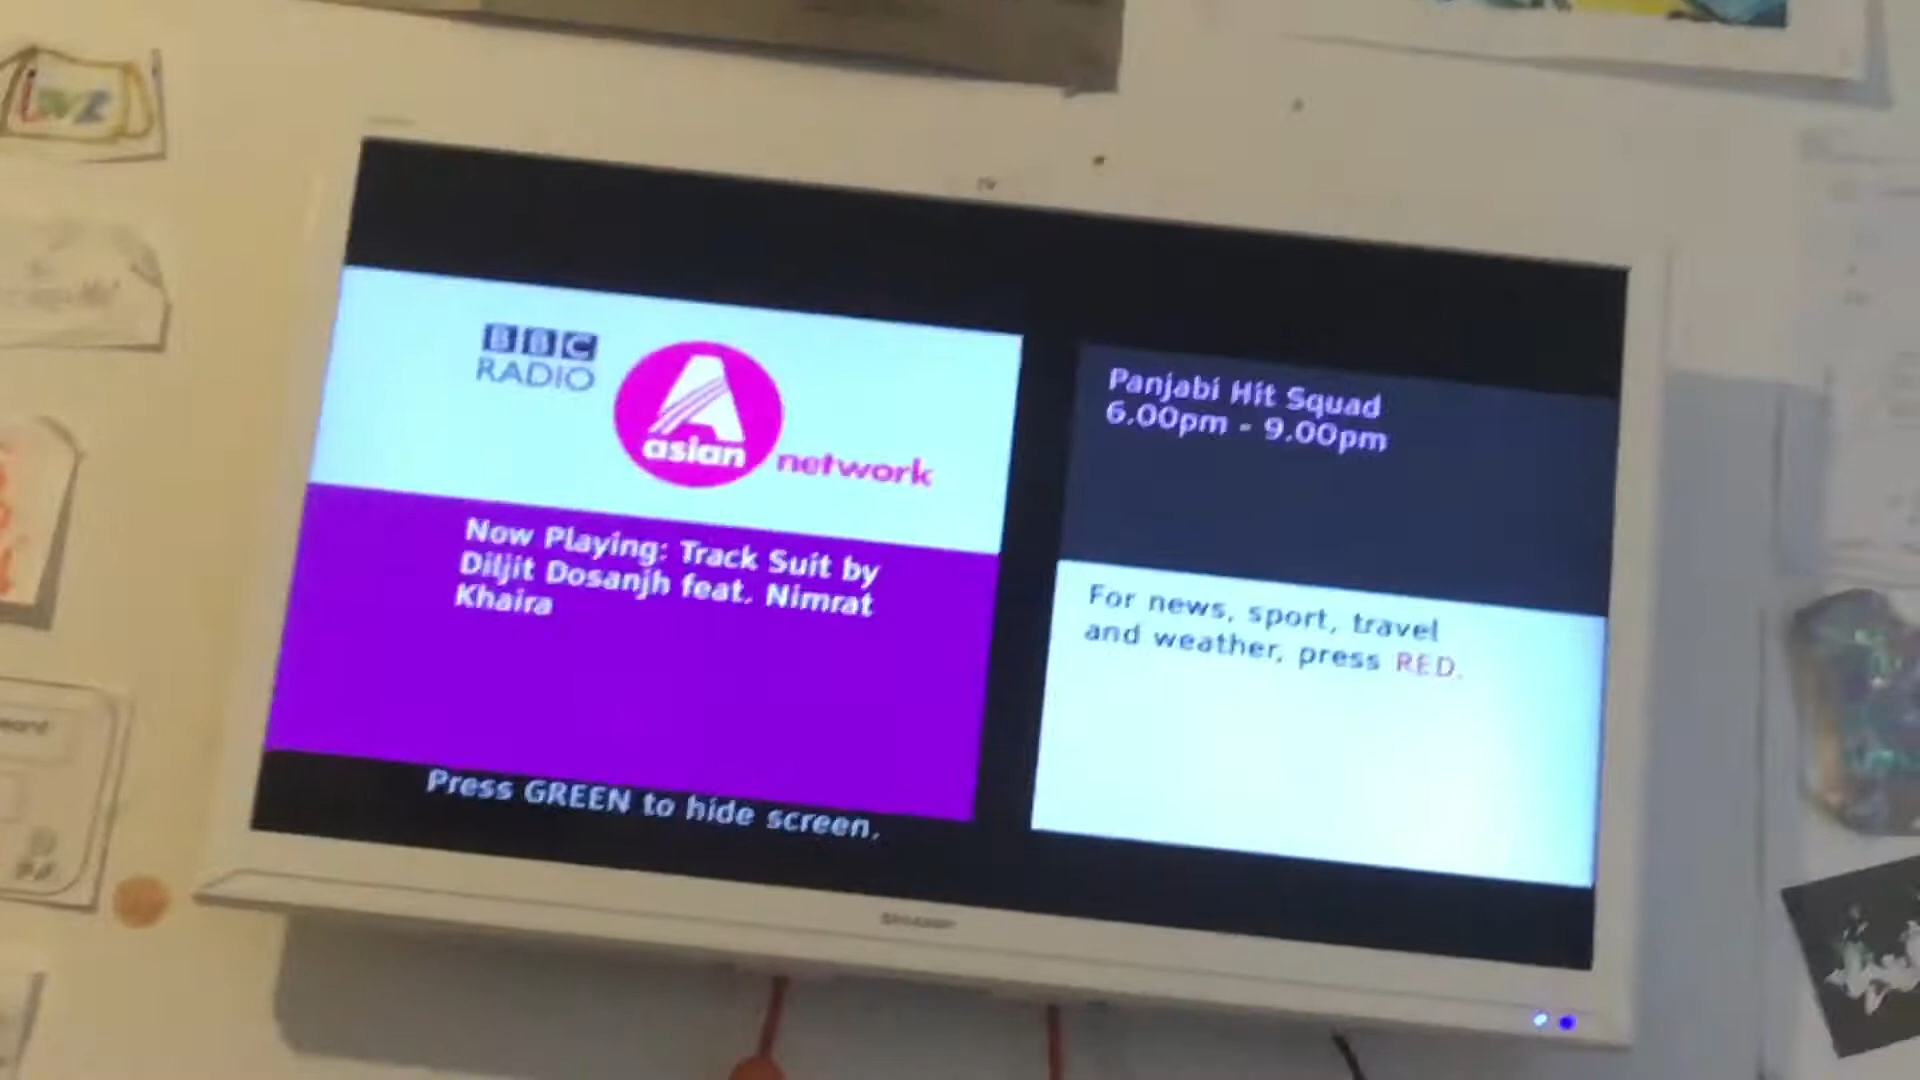 BBC
RADIO
A
asian network
Now Playing: Track Suit by
Diljit Dosanjh feat. Nimrat
Khaira
Press GREEN to hide screen.
Panjabi Hit Squad
6.00pm - 9.00pm
For news, sport, travel
and weather, press RED.
SHARP